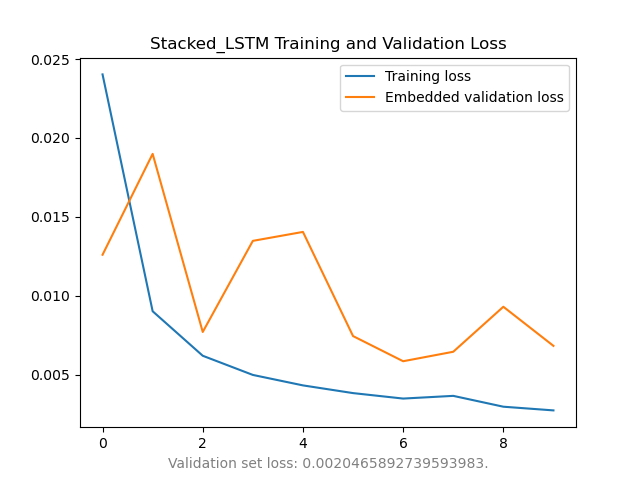 Stacked_LSTM Training and Validation Loss
Training loss
Embedded validation loss
0.025
0.020
0.015
0.010
0.005
0 2 4 6 8
Validation set loss: 0.0020465892739593983.